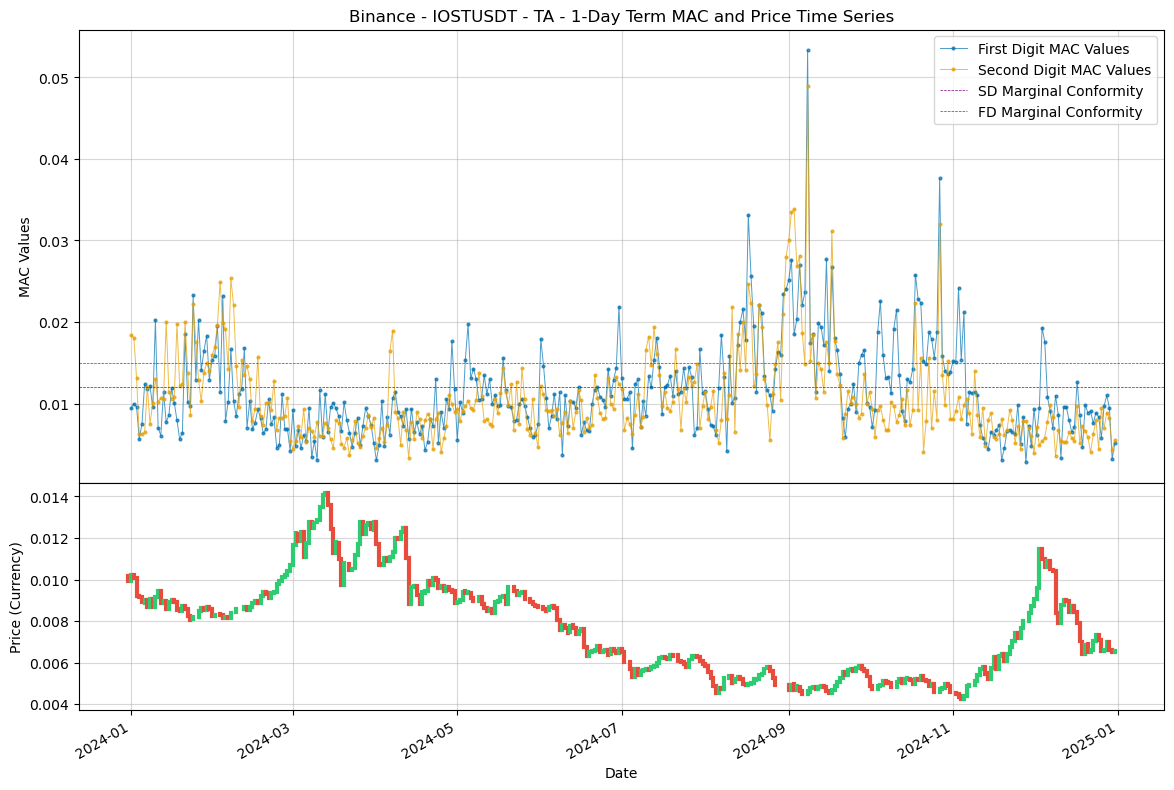 Binance - IOSTUSDT - TA - 1-Day Term MAC and Price Time Series
First Digit MAC Values
Second Digit MAC Values
SD Marginal Conformity
FD Marginal Conformity
MAC Values
0.05
0.04
0.03
0.02
0.01
Price (Currency)
0.014
0.012
0.010
0.008
0.006
0.004
2024-01
2024-03
2024-05
2024-07
2024-09
2024-11
2025-01
Date